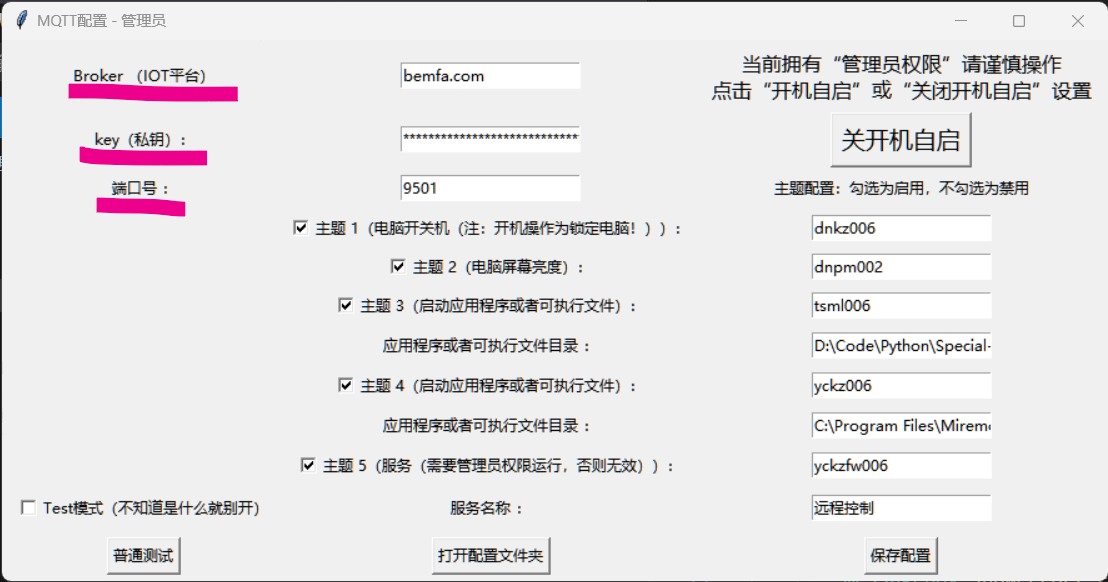 MQTT配置 - 管理员
Broker （IOT平台）
bemfa.com
当前拥有“管理员权限”请谨慎操作
点击“开机自启”或“关闭开机自启”设置
key（私钥）：
****************************
关开机自启
端口号：
9501
主题配置：勾选为启用，不勾选为禁用
主题 1（电脑开关机（注：开机操作为锁定电脑！））：
dnkz006
主题 2（电脑屏幕亮度）：
dnpm002
主题 3（启动应用程序或者可执行文件）：
tsml006
应用程序或者可执行文件目录：
D:\Code\Python\Special-
主题 4（启动应用程序或者可执行文件）：
yckz006
应用程序或者可执行文件目录：
C:\Program Files\Mirem
主题 5（服务（需要管理员权限运行，否则无效））：
yckzfw006
Test模式（不知道是什么就别开）
服务名称：
远程控制
普通测试
打开配置文件夹
保存配置